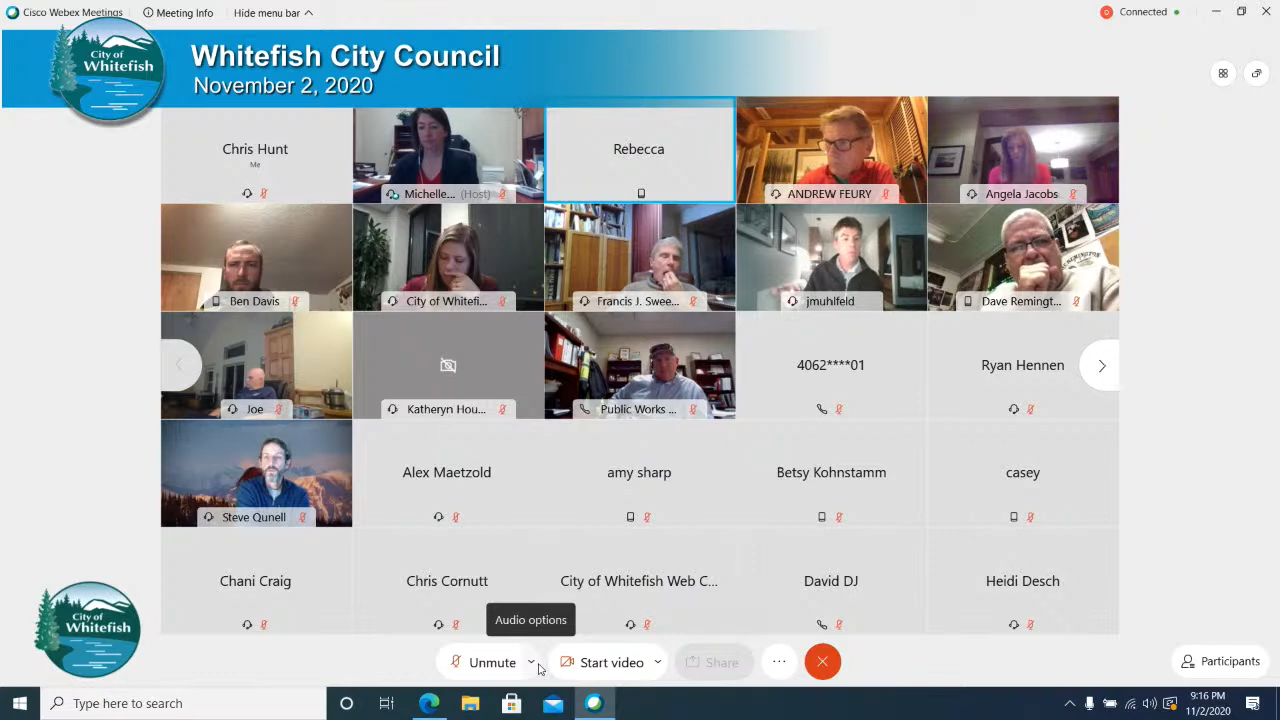 Cisco Webex Meetings
Meeting Info
Hide menu bar
Connected
City of
Whitefish
Whitefish City Council
November 2, 2020
Chris Hunt
Me
Michelle... (Host)
Rebecca
ANDREW FEURY
Angela Jacobs
Ben Davis
City of Whitefi...
Francis J. Swee...
jmuhlfeld
Dave Remingt...
Joe
Katheryn Hou...
Public Works ...
4062****01
Ryan Hennen
Steve Qunell
Alex Maetzold
amy sharp
Betsy Kohnstamm
casey
Chani Craig
Chris Cornutt
City of Whitefish Web C...
David DJ
Heidi Desch
City of
Whitefish
Audio options
Unmute
Start video
Share
Participants
Type here to search
9:16 PM
11/2/2020